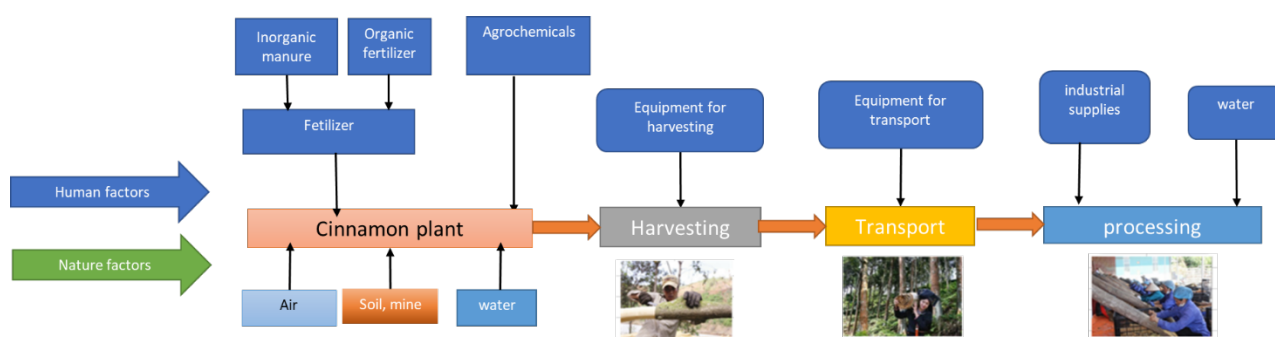 Inorganic
manure
Organic
fertilizer
Agrochemicals
Fetilizer
Equipment for
harvesting
Equipment for
transport
industrial
supplies
water
Human factors
Cinnamon plant
Harvesting
Transport
processing
Nature factors
Air
Soil, mine
water